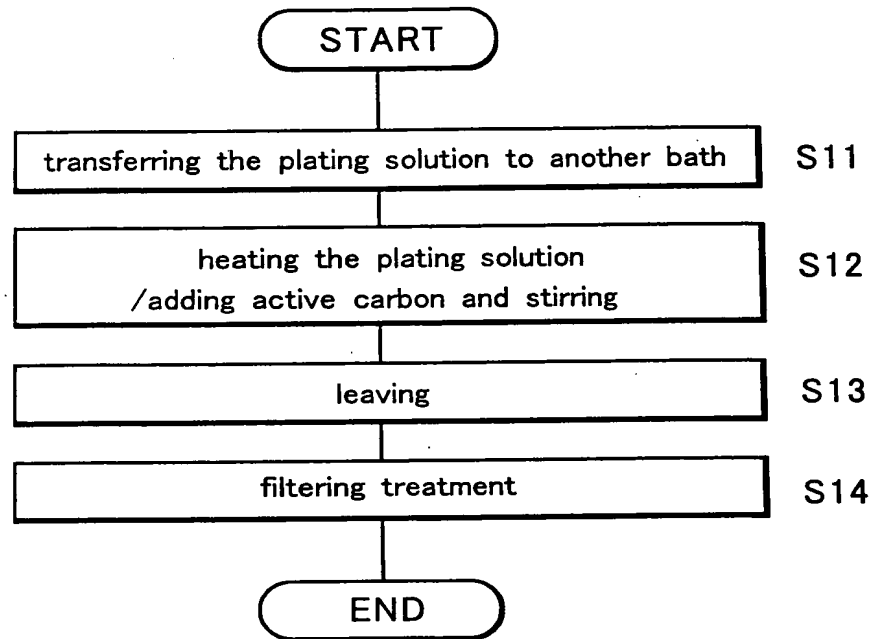 START
transferring the plating solution to another bath S11
heating the plating solution S12
/adding active carbon and stirring
leaving S13
filtering treatment S14
END